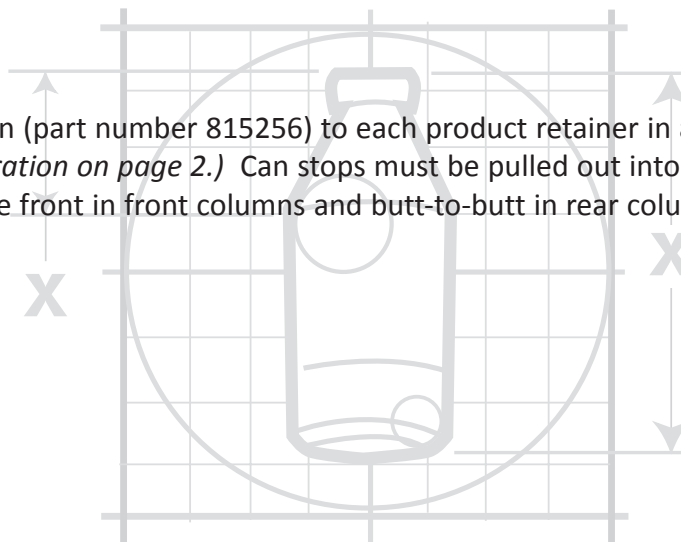 n (part number 815256) to each product retainer in
ration on page 2.) Can stops must be pulled out into
e front in front columns and butt-to-butt in rear colu
X
X